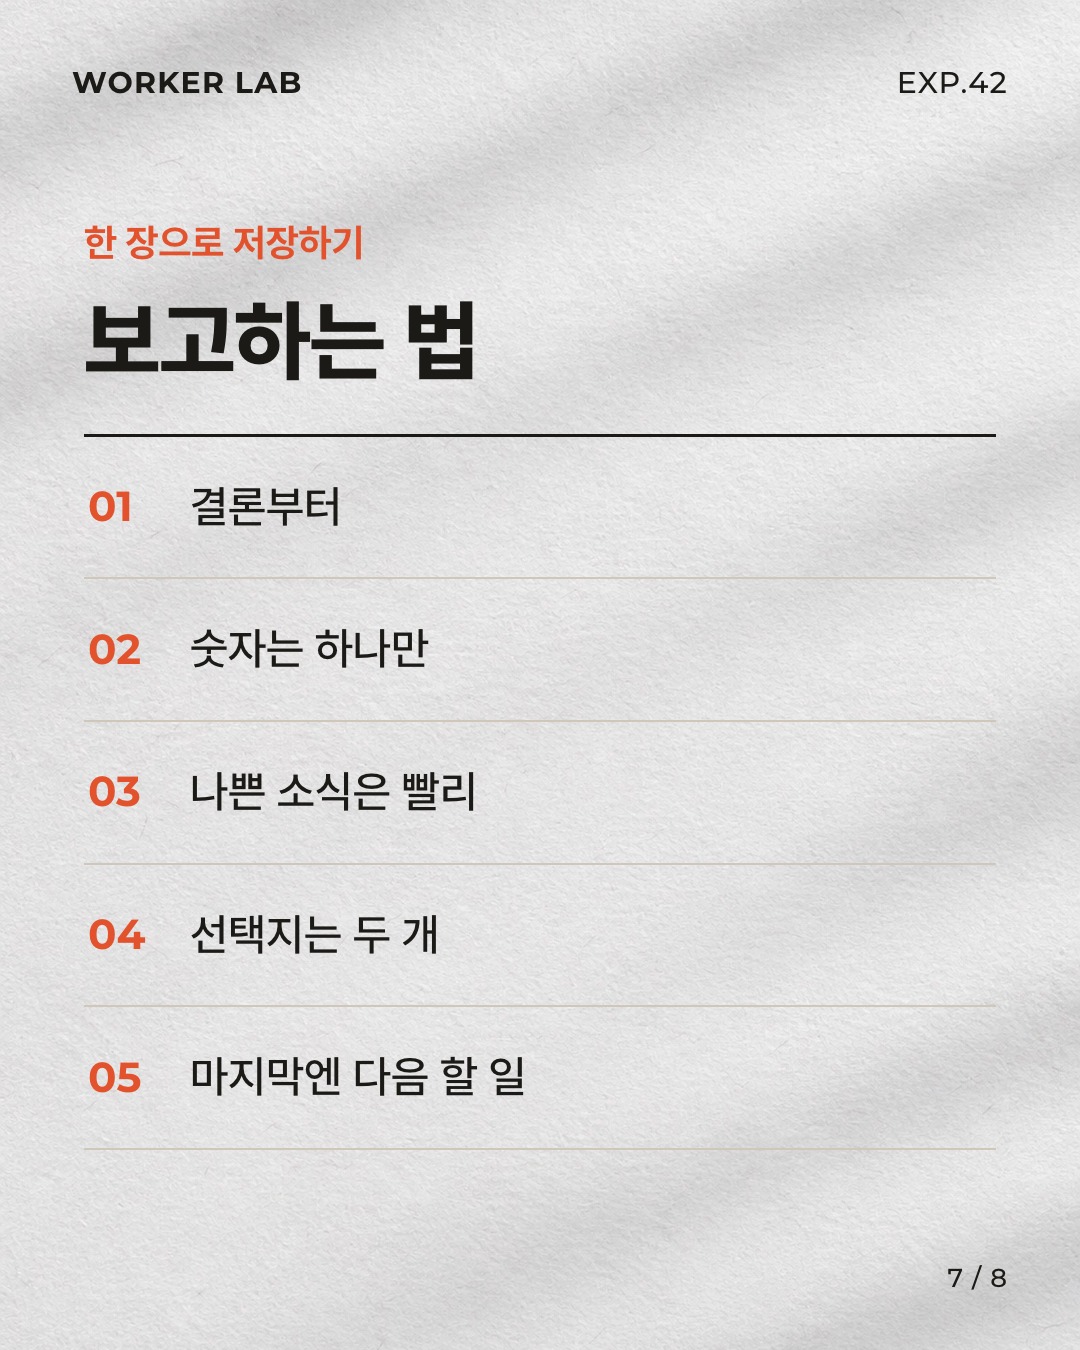 WORKER LAB
EXP.42
한 장으로 저장하기
보고하는 법
01 결론부터
02 숫자는 하나만
03 나쁜 소식은 빨리
04 선택지는 두 개
05 마지막엔 다음 할 일
7 / 8